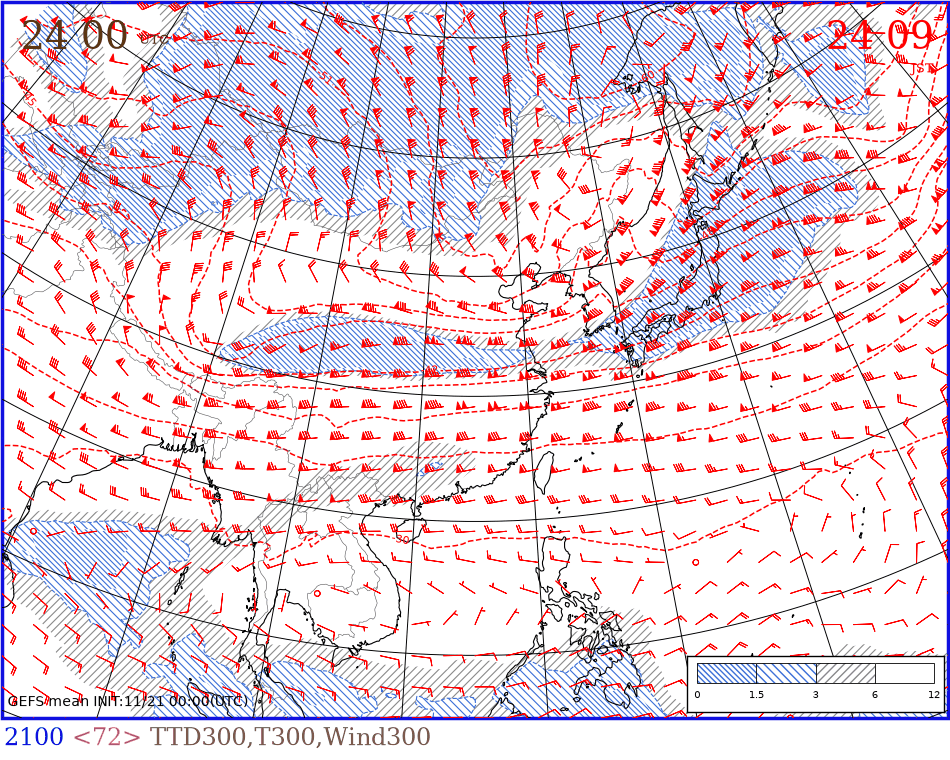 24 00 UTC 24 09
GEFS mean INIT:11/21 00:00(UTC)
0 1.5 3 6 12
2100 <72> TTD300,T300,Wind300